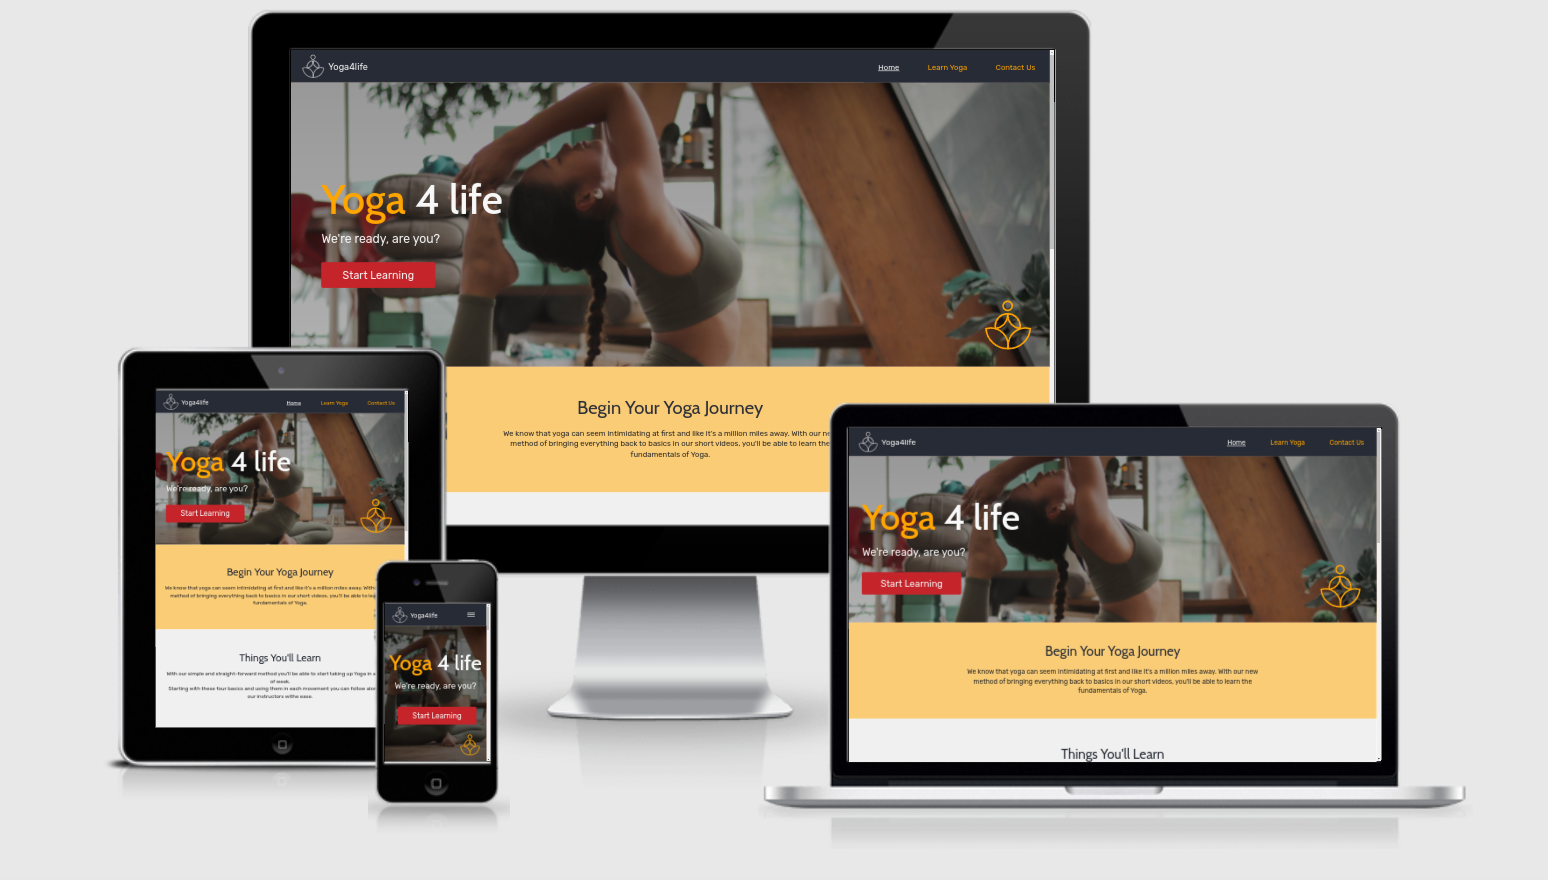 Yoga4life
Home
Learn Yoga
Contact Us
Yoga 4 life
We're ready, are you?
Start Learning
Begin Your Yoga Journey
We know that yoga can seem intimidating at first and like it's a million miles away. With our
method of bringing everything back to basics in our short videos, you'll be able to learn the
fundamentals of Yoga.
Yoga4life
Home
Learn Yoga
Contact Us
Yoga 4 life
We're ready, are you?
Start Learning
Begin Your Yoga Journey
We know that yoga can seem intimidating at first and like it's a million miles away. With
method of bringing everything back to basics in our short videos, you'll be able to
fundamentals of Yoga.
Things You'll Learn
With our simple and straight-forward method you'll be able to start taking up Yoga in
of week.
Starting with these four basics and using them in each movement you can follow
our instructors withe ease.
Yoga4life
Yoga 4 life
We're ready, are you?
Start Learning
Yoga4life
Home
Learn Yoga
Contact Us
Yoga 4 life
We're ready, are you?
Start Learning
Begin Your Yoga Journey
We know that yoga can seem intimidating at first and like it's a million miles away. With our new
method of bringing everything back to basics in our short videos, you'll be able to learn the
fundamentals of Yoga.
Things You'll Learn